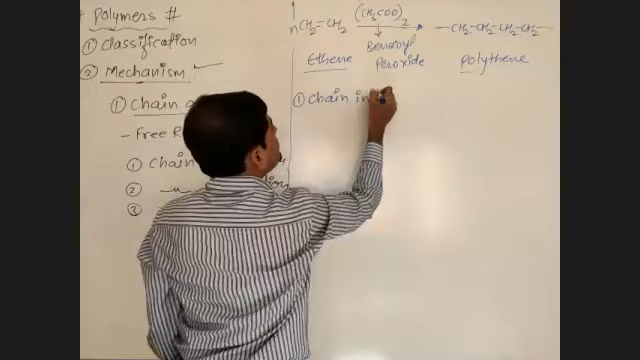 # Polymers #
① Classification
② Mechanism
① Chain
- Free R
① Chain
② —"—
③
nCH₂=CH₂ (CH₃COO)₂ —CH₂-CH₂-CH₂-CH₂—
Benzoyl
Ethene Peroxide Polythene
① Chain in